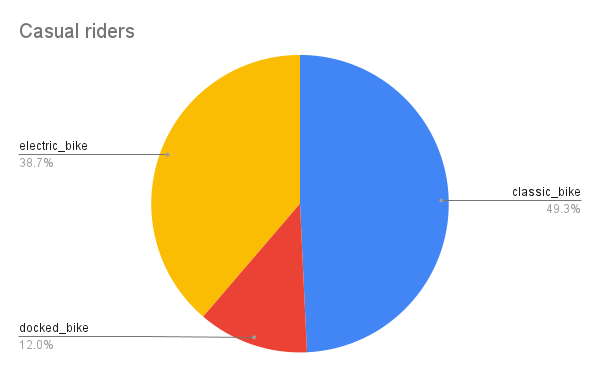 Casual riders
electric_bike
38.7%
classic_bike
49.3%
docked_bike
12.0%